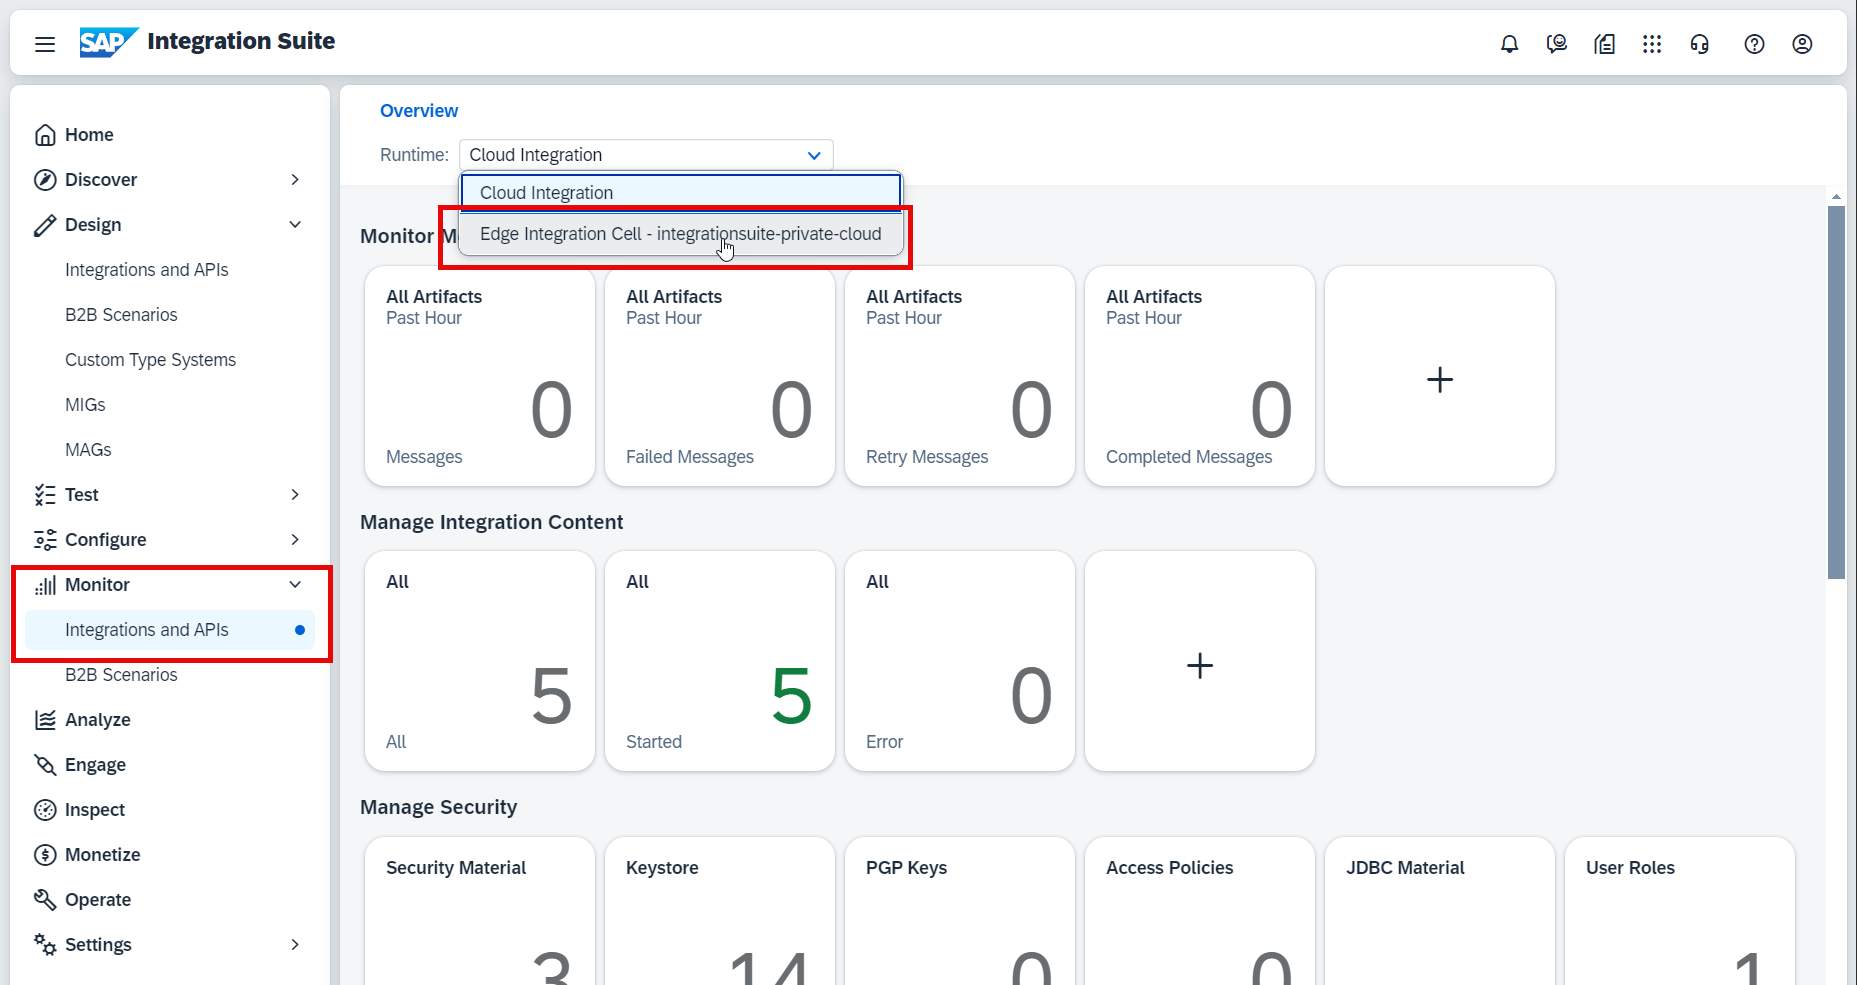 SAP Integration Suite
Home
Discover
Design
Integrations and APIs
B2B Scenarios
Custom Type Systems
MIGs
MAGs
Test
Configure
Monitor
Integrations and APIs
B2B Scenarios
Analyze
Engage
Inspect
Monetize
Operate
Settings
Overview
Runtime: Cloud Integration
Cloud Integration
Edge Integration Cell - integrationsuite-private-cloud
Monitor M
All Artifacts
Past Hour
0
Messages
All Artifacts
Past Hour
0
Failed Messages
All Artifacts
Past Hour
0
Retry Messages
All Artifacts
Past Hour
0
Completed Messages
Manage Integration Content
All
5
All
All
5
Started
All
0
Error
Manage Security
Security Material
3
Keystore
14
PGP Keys
0
Access Policies
0
JDBC Material
User Roles
1